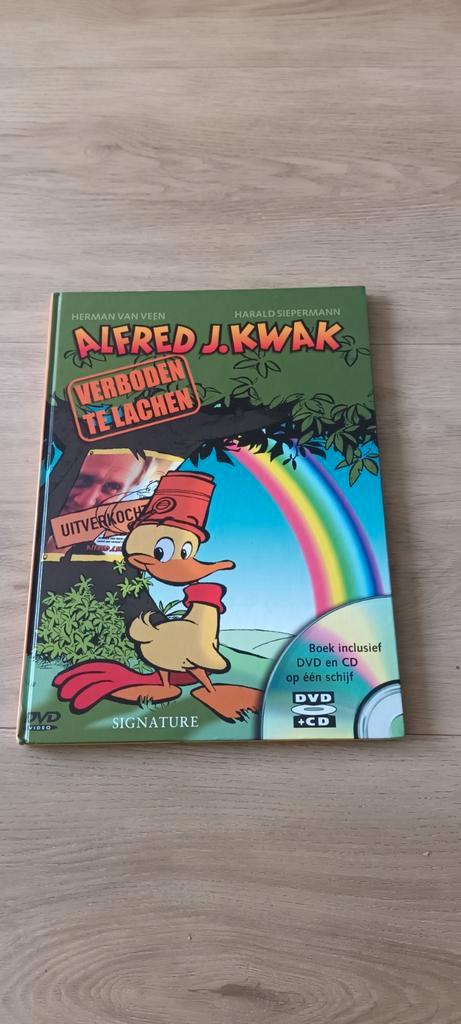 HERMAN VAN VEEN
HARALD SIEPERMANN
ALFRED J. KWAK
VERBODEN
TE LACHEN
UITVERKOCHT
Boek inclusief
DVD en CD
op één schijf
DVD
+CD
DVD
VIDEO
SIGNATURE